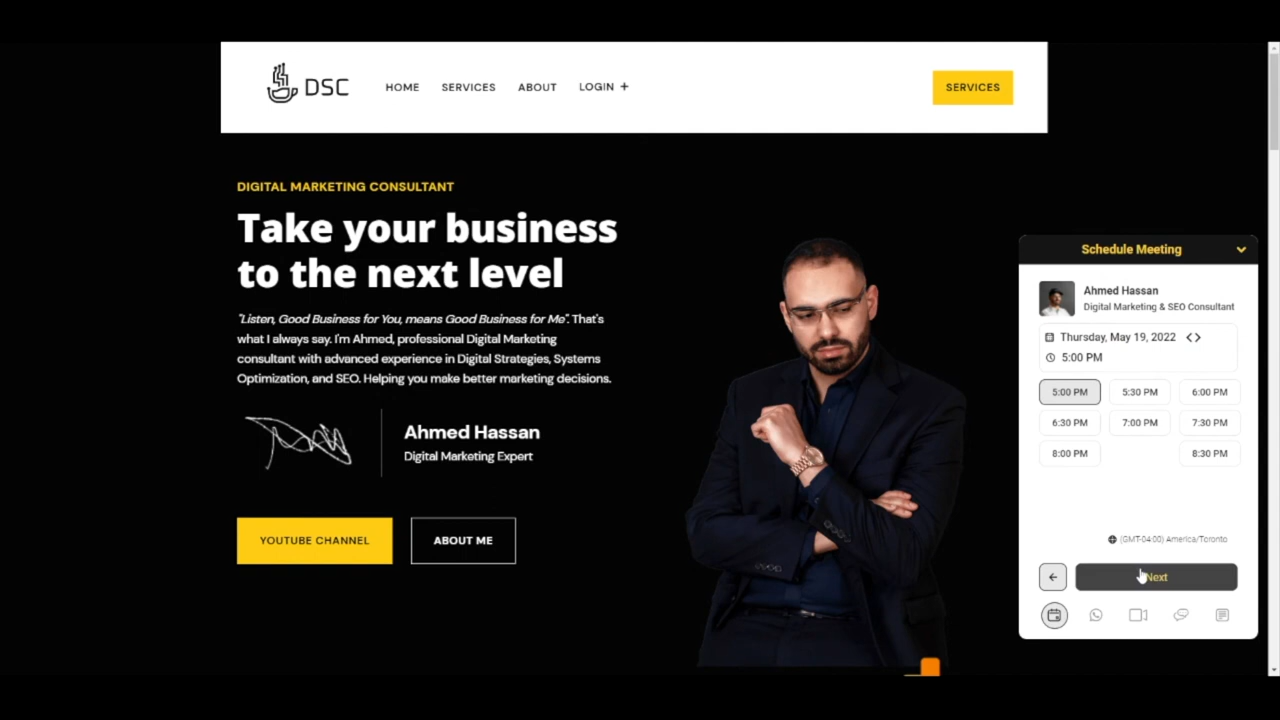 DSC
HOME
SERVICES
ABOUT
LOGIN +
SERVICES
DIGITAL MARKETING CONSULTANT
Take your business
to the next level
"Listen, Good Business for You, means Good Business for Me". That's
what I always say. I'm Ahmed, professional Digital Marketing
consultant with advanced experience in Digital Strategies, Systems
Optimization, and SEO. Helping you make better marketing decisions.
Ahmed Hassan
Digital Marketing Expert
YOUTUBE CHANNEL
ABOUT ME
Schedule Meeting
Ahmed Hassan
Digital Marketing & SEO Consultant
Thursday, May 19, 2022 < >
5:00 PM
5:00 PM 5:30 PM 6:00 PM
6:30 PM 7:00 PM 7:30 PM
8:00 PM 8:30 PM
(GMT-04:00) America/Toronto
Next